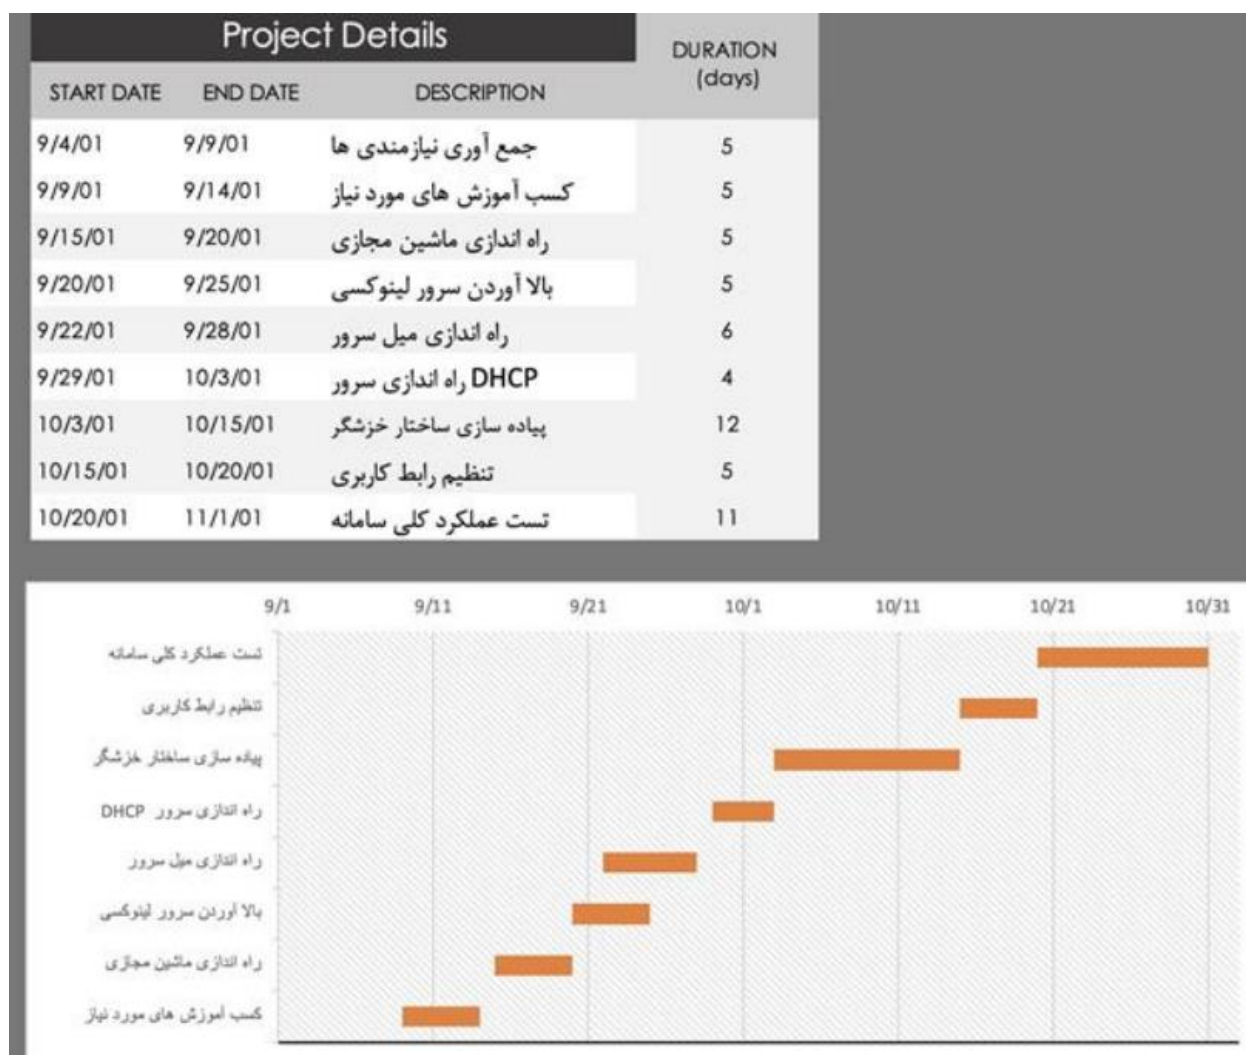 Project Details
DURATION (days)
START DATE END DATE DESCRIPTION
9/4/01 9/9/01 جمع آوری نیازمندی ها 5
9/9/01 9/14/01 کسب آموزش های مورد نیاز 5
9/15/01 9/20/01 راه اندازی ماشین مجازی 5
9/20/01 9/25/01 بالا آوردن سرور لینوکسی 5
9/22/01 9/28/01 راه اندازی میل سرور 6
9/29/01 10/3/01 DHCP راه اندازی سرور 4
10/3/01 10/15/01 پیاده سازی ساختار خزشگر 12
10/15/01 10/20/01 تنظیم رابط کاربری 5
10/20/01 11/1/01 تست عملکرد کلی سامانه 11
9/1 9/11 9/21 10/1 10/11 10/21 10/31
تست عملکرد کلی سامانه
تنظیم رابط کاربری
پیاده سازی ساختار خزشگر
راه اندازی سرور DHCP
راه اندازی میل سرور
بالا آوردن سرور لینوکسی
راه اندازی ماشین مجازی
کسب آموزش های مورد نیاز